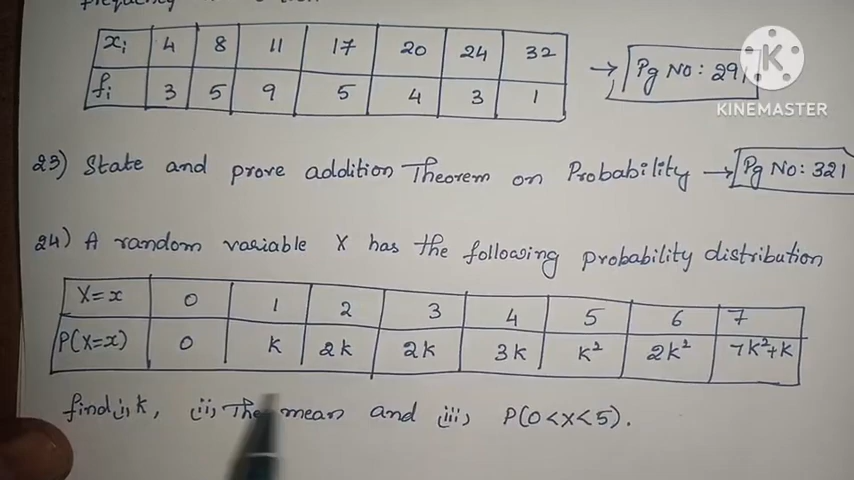 xi 4 8 11 17 20 24 32
fi 3 5 9 5 4 3 1
→ Pg No: 291
KINEMASTER
23) State and prove addition Theorem on Probability → Pg No: 321
24) A random variable X has the following probability distribution
X=x 0 1 2 3 4 5 6 7
P(X=x) 0 K 2K 2K 3K K² 2K² 7K²+K
find i, k, ii, The mean and iii, P(0<X<5).